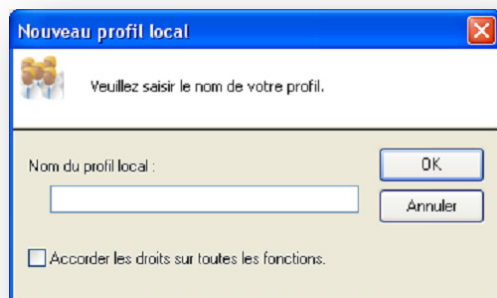 Nouveau profil local
Veuillez saisir le nom de votre profil.
Nom du profil local :
OK
Annuler
Accorder les droits sur toutes les fonctions.